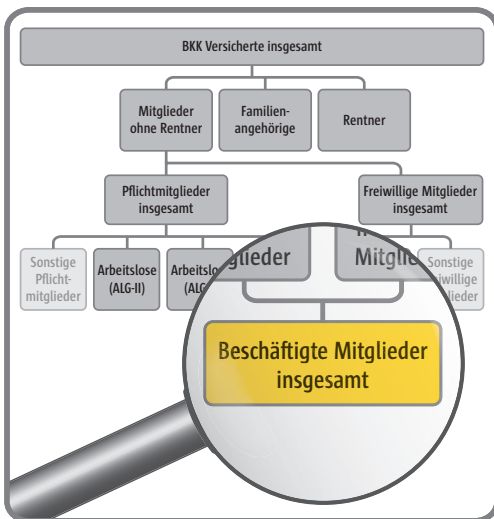 BKK Versicherte insgesamt
Mitglieder
ohne Rentner
Familien-
angehörige
Rentner
Pflichtmitglieder
insgesamt
Freiwillige Mitglieder
insgesamt
Sonstige
Pflicht-
mitglieder
Arbeitslose
(ALG-II)
Sonstige
Beschäftigte Mitglieder
insgesamt